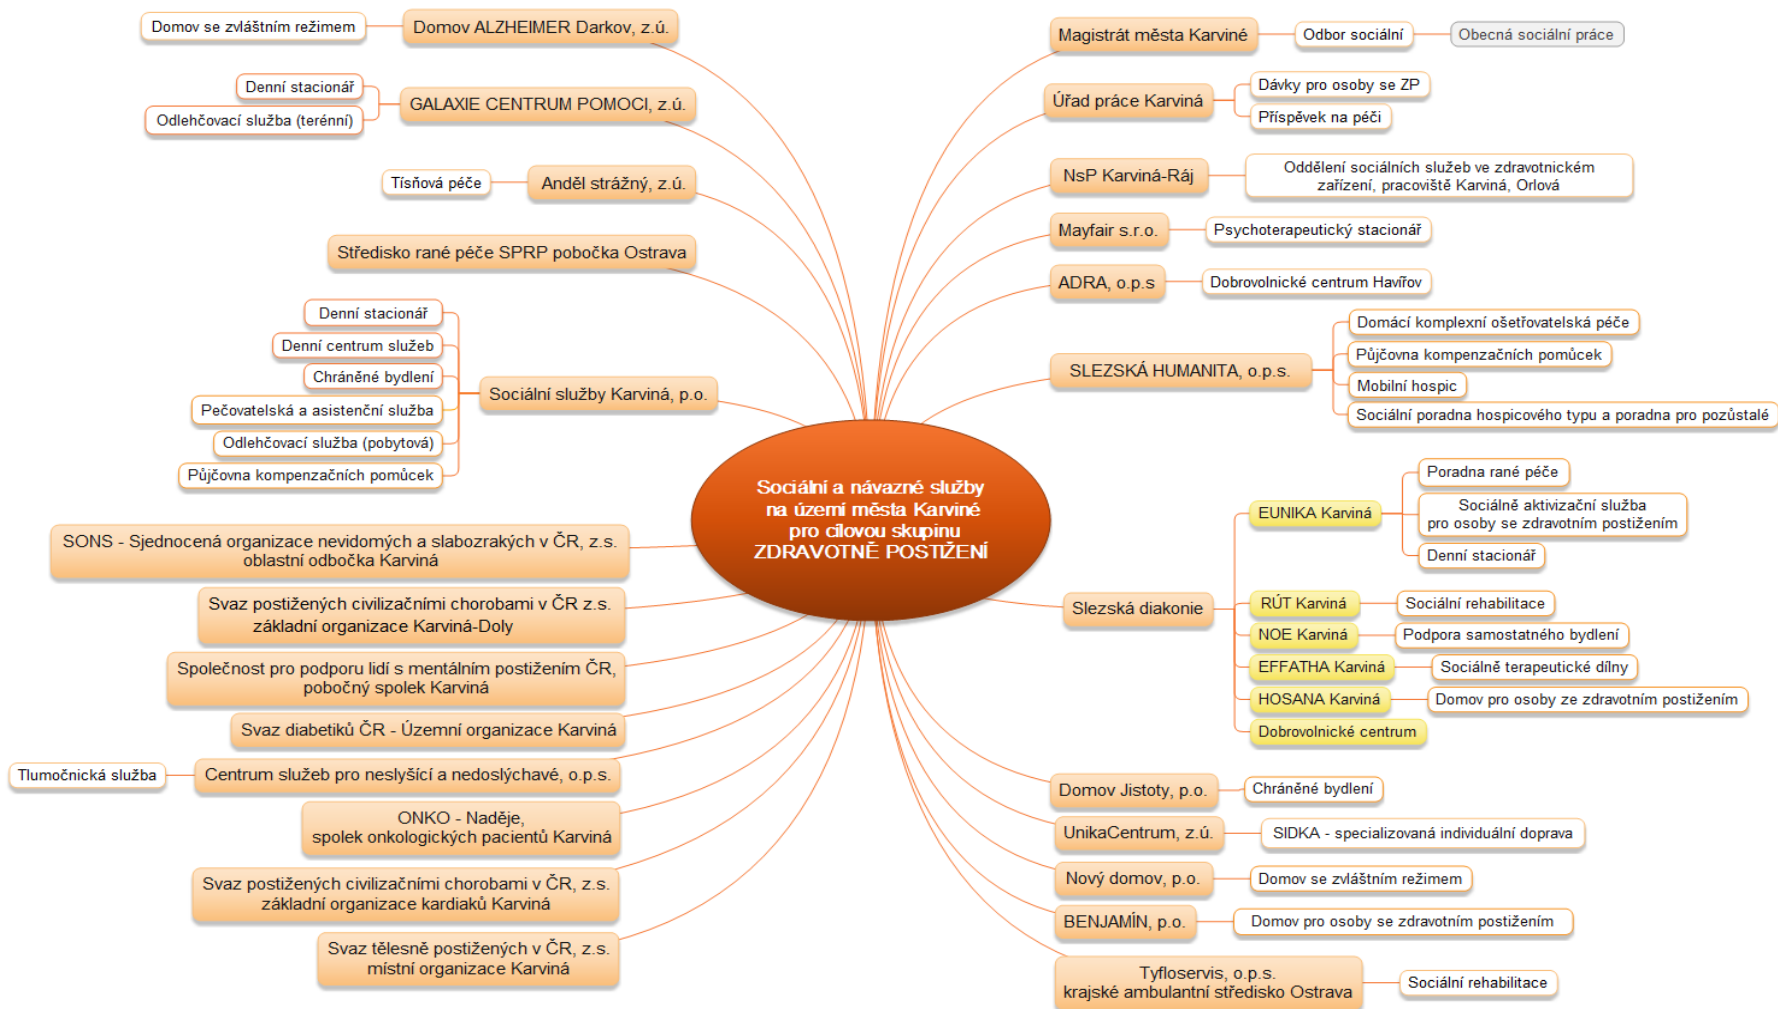 Sociální a návazné služby
na území města Karviné
pro cílovou skupinu
ZDRAVOTNĚ POSTIŽENÍ
Domov ALZHEIMER Darkov, z.ú.
Domov se zvláštním režimem
GALAXIE CENTRUM POMOCI, z.ú.
Denní stacionář
Odlehčovací služba (terénní)
Anděl strážný, z.ú.
Tísňová péče
Středisko rané péče SPRP pobočka Ostrava
Sociální služby Karviná, p.o.
Denní stacionář
Denní centrum služeb
Chráněné bydlení
Pečovatelská a asistenční služba
Odlehčovací služba (pobytová)
Půjčovna kompenzačních pomůcek
SONS - Sjednocená organizace nevidomých a slabozrakých v ČR, z.s.
oblastní odbočka Karviná
Svaz postižených civilizačními chorobami v ČR z.s.
základní organizace Karviná-Doly
Společnost pro podporu lidí s mentálním postižením ČR,
pobočný spolek Karviná
Svaz diabetiků ČR - Územní organizace Karviná
Centrum služeb pro neslyšící a nedoslýchavé, o.p.s.
Tlumočnická služba
ONKO - Naděje,
spolek onkologických pacientů Karviná
Svaz postižených civilizačními chorobami v ČR, z.s.
základní organizace kardiaků Karviná
Svaz tělesně postižených v ČR, z.s.
místní organizace Karviná
Magistrát města Karviné
Odbor sociální
Obecná sociální práce
Úřad práce Karviná
Dávky pro osoby se ZP
Příspěvek na péči
NsP Karviná-Ráj
Oddělení sociálních služeb ve zdravotnickém
zařízení, pracoviště Karviná, Orlová
Mayfair s.r.o.
Psychoterapeutický stacionář
ADRA, o.p.s
Dobrovolnické centrum Havířov
SLEZSKÁ HUMANITA, o.p.s.
Domácí komplexní ošetřovatelská péče
Půjčovna kompenzačních pomůcek
Mobilní hospic
Sociální poradna hospicového typu a poradna pro pozůstalé
Slezská diakonie
EUNIKA Karviná
Poradna rané péče
Sociálně aktivizační služba
pro osoby se zdravotním postižením
Denní stacionář
RÚT Karviná
Sociální rehabilitace
NOE Karviná
Podpora samostatného bydlení
EFFATHA Karviná
Sociálně terapeutické dílny
HOSANA Karviná
Domov pro osoby ze zdravotním postižením
Dobrovolnické centrum
Domov Jistoty, p.o.
Chráněné bydlení
UnikaCentrum, z.ú.
SIDKA - specializovaná individuální doprava
Nový domov, p.o.
Domov se zvláštním režimem
BENJAMÍN, p.o.
Domov pro osoby se zdravotním postižením
Tyfloservis, o.p.s.
krajské ambulantní středisko Ostrava
Sociální rehabilitace